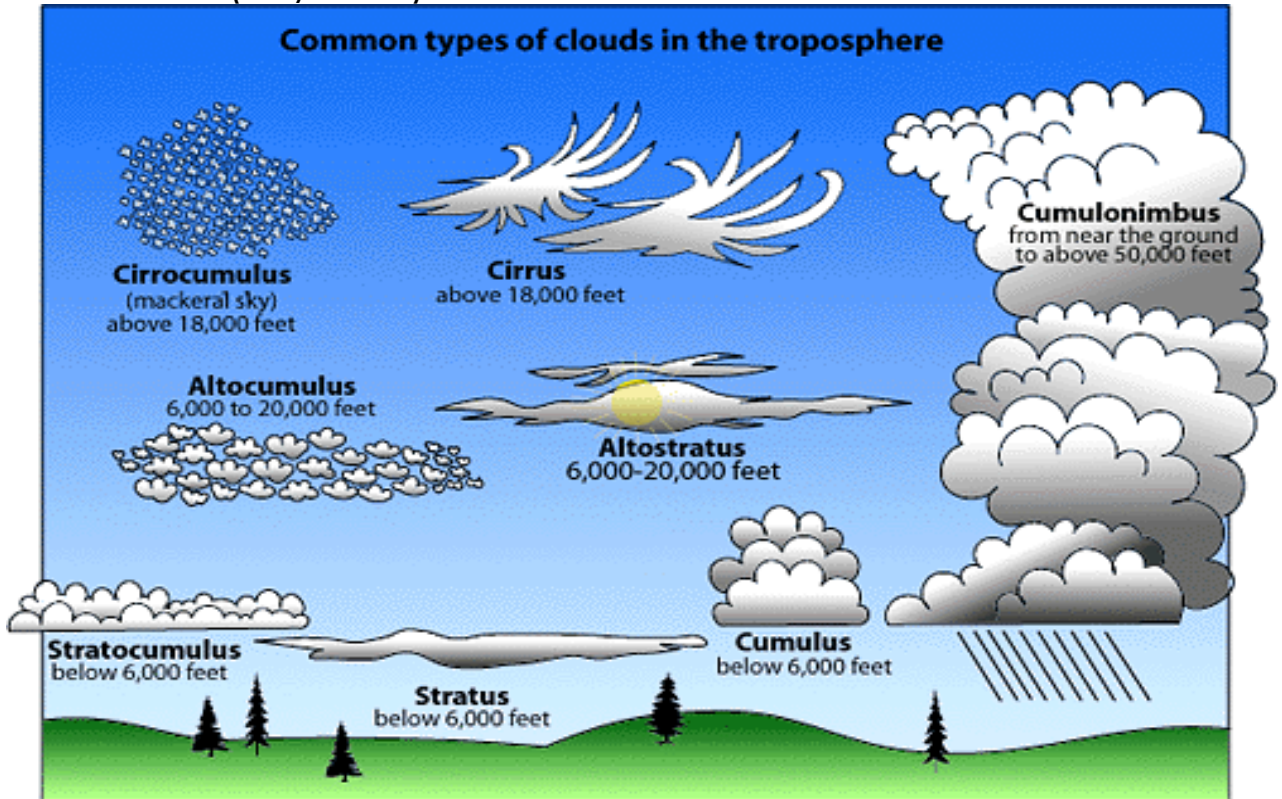 Common types of clouds in the troposphere
Cirrocumulus
(mackeral sky)
above 18,000 feet
Cirrus
above 18,000 feet
Cumulonimbus
from near the ground
to above 50,000 feet
Altocumulus
6,000 to 20,000 feet
Altostratus
6,000-20,000 feet
Stratocumulus
below 6,000 feet
Stratus
below 6,000 feet
Cumulus
below 6,000 feet